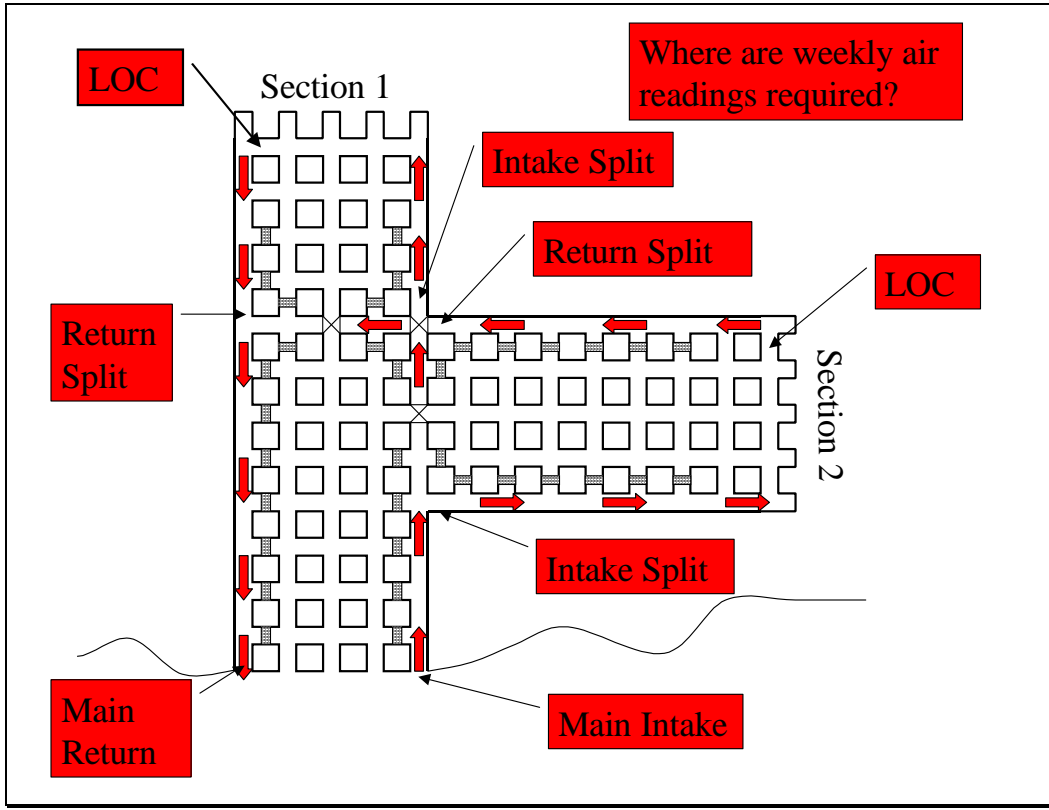 LOC
Section 1
Where are weekly air
readings required?
Intake Split
Return Split
LOC
Return
Split
Section 2
Intake Split
Main
Return
Main Intake